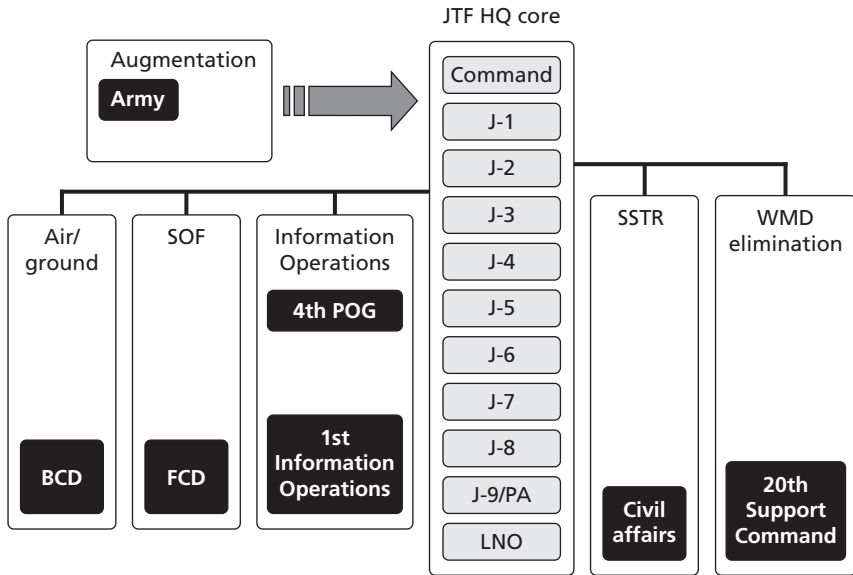 JTF HQ core
Augmentation
Army
Command
J-1
J-2
J-3
J-4
J-5
J-6
J-7
J-8
J-9/PA
LNO
Air/
ground
BCD
SOF
FCD
Information
Operations
4th POG
1st
Information
Operations
SSTR
Civil
affairs
WMD
elimination
20th
Support
Command